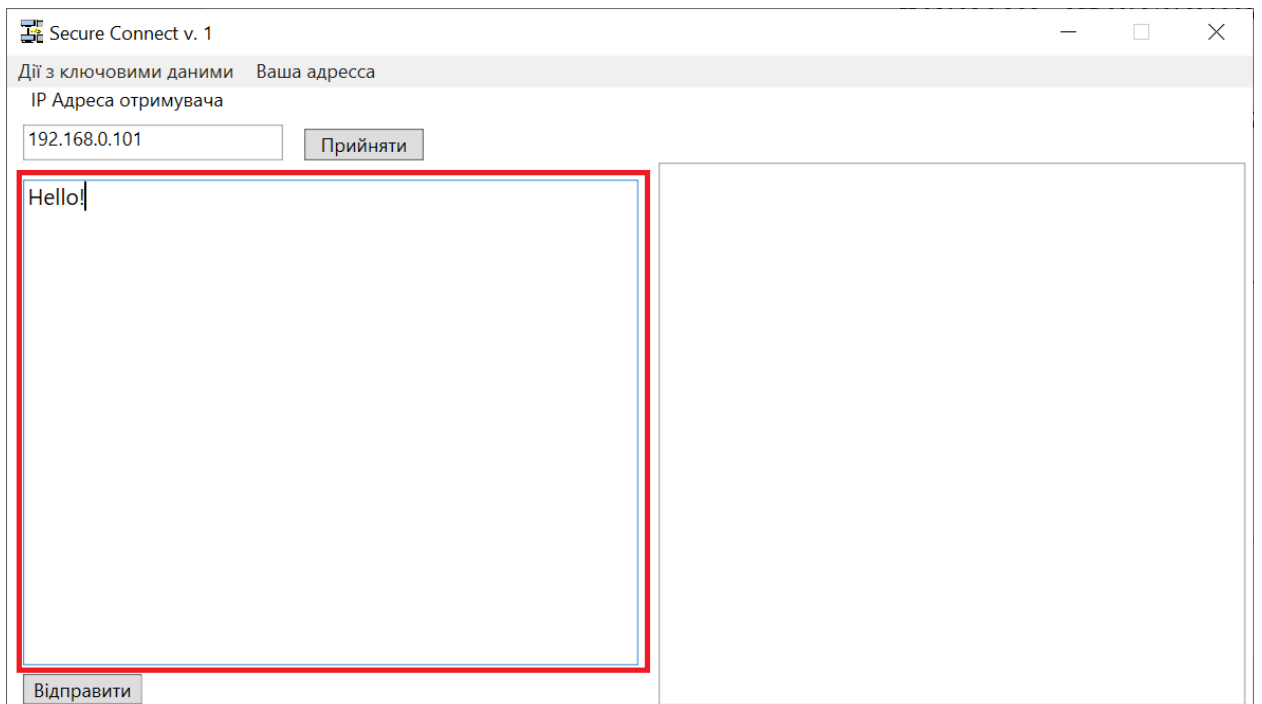 Secure Connect v. 1
Дії з ключовими даними Ваша адресса
IP Адреса отримувача
192.168.0.101
Прийняти
Hello!
Відправити